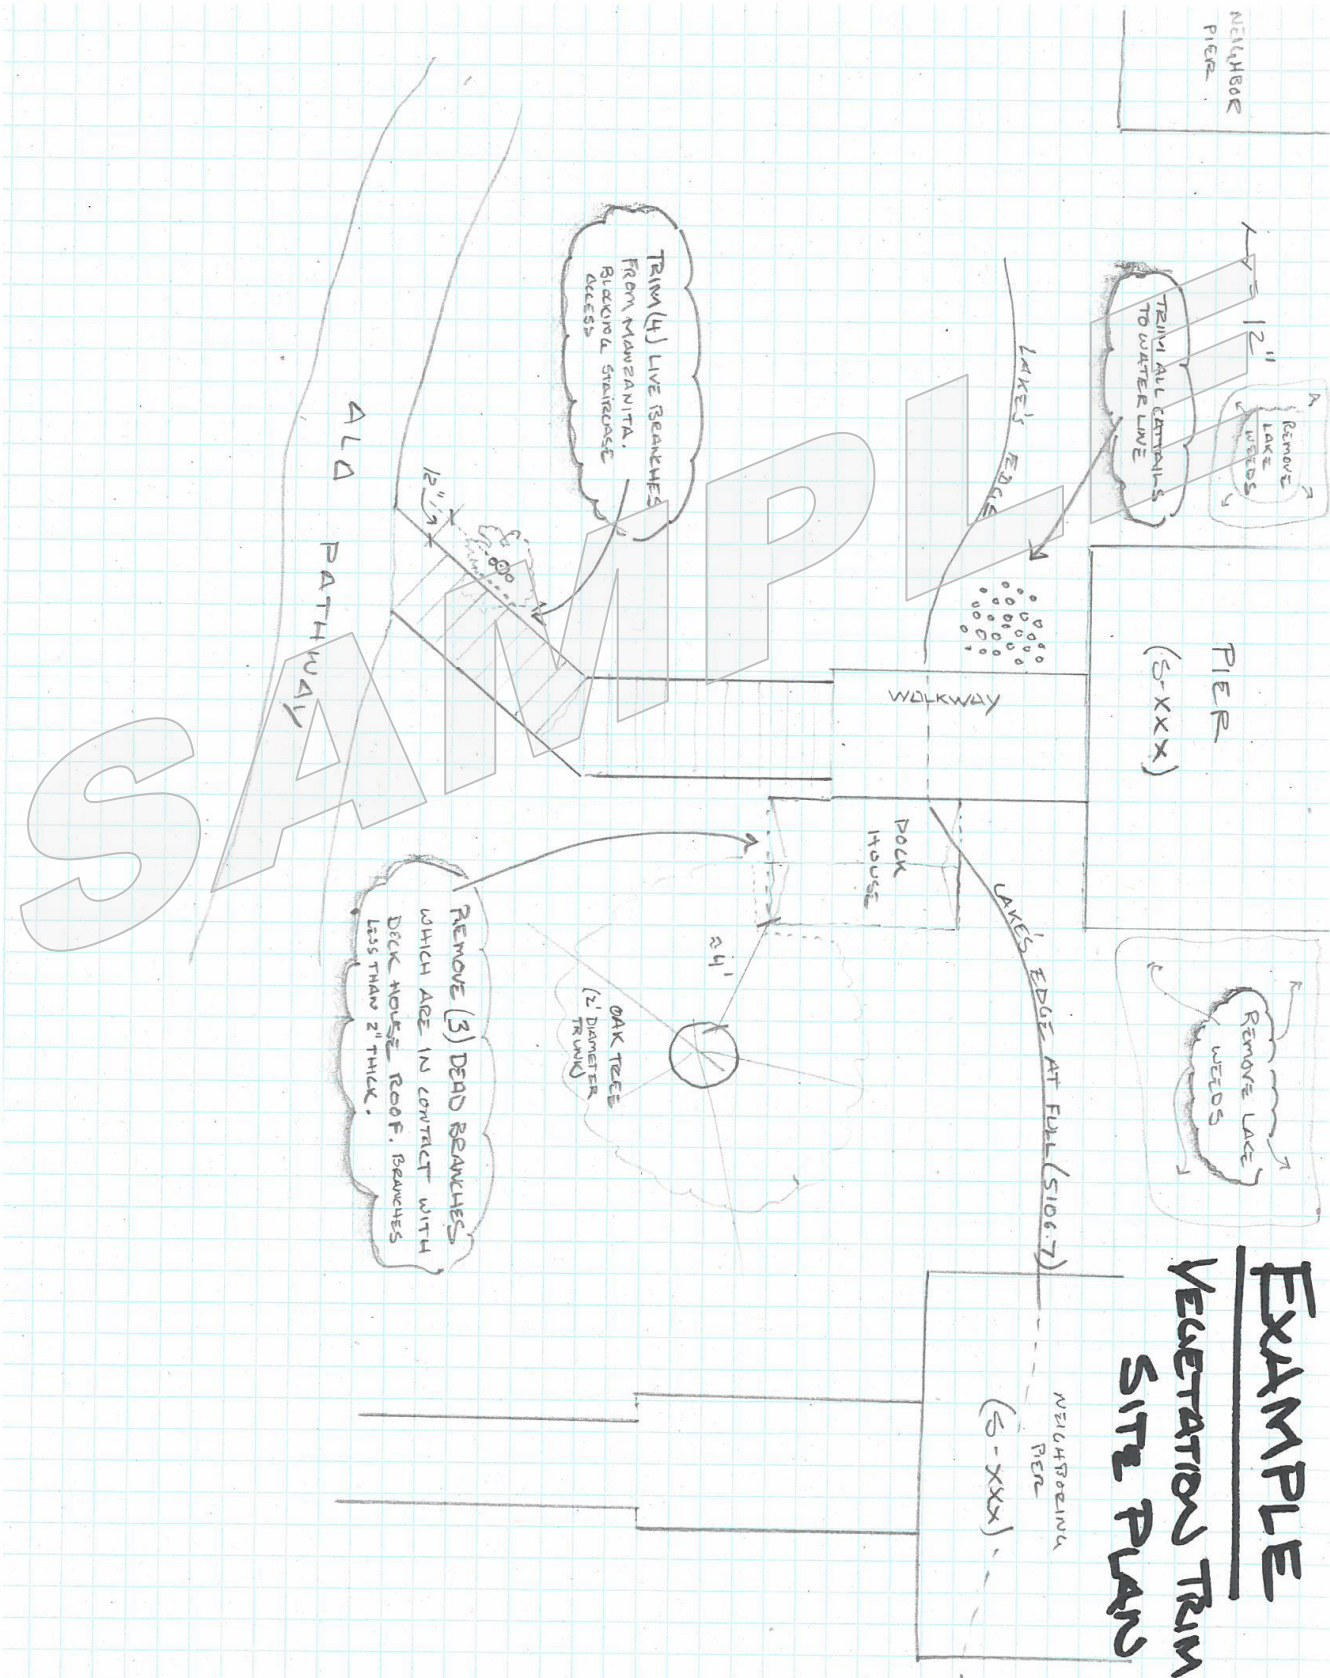 EXAMPLE
VEGETATION TRIM
SITE PLAN
NEIGHBOR
PIER
12"
REMOVE
LAKE
WEEDS
TRIM ALL CATTAILS
TO WATER LINE
LAKE'S EDGE
PIER
(S-XXX)
WALKWAY
DOCK
HOUSE
REMOVE LAKE
WEEDS
LAKE'S EDGE AT FULL (5106.7)
NEIGHBORING
PIER
(S-XXX)
TRIM (4) LIVE BRANCHES
FROM MANZANITA.
BLOCKING STAIRCASE
ACCESS
12"
ALA PATHWAY
≈4'
OAK TREE
(2' DIAMETER
TRUNK)
REMOVE (3) DEAD BRANCHES
WHICH ARE IN CONTACT WITH
DOCK HOUSE ROOF. BRANCHES
LESS THAN 2" THICK.
SAMPLE